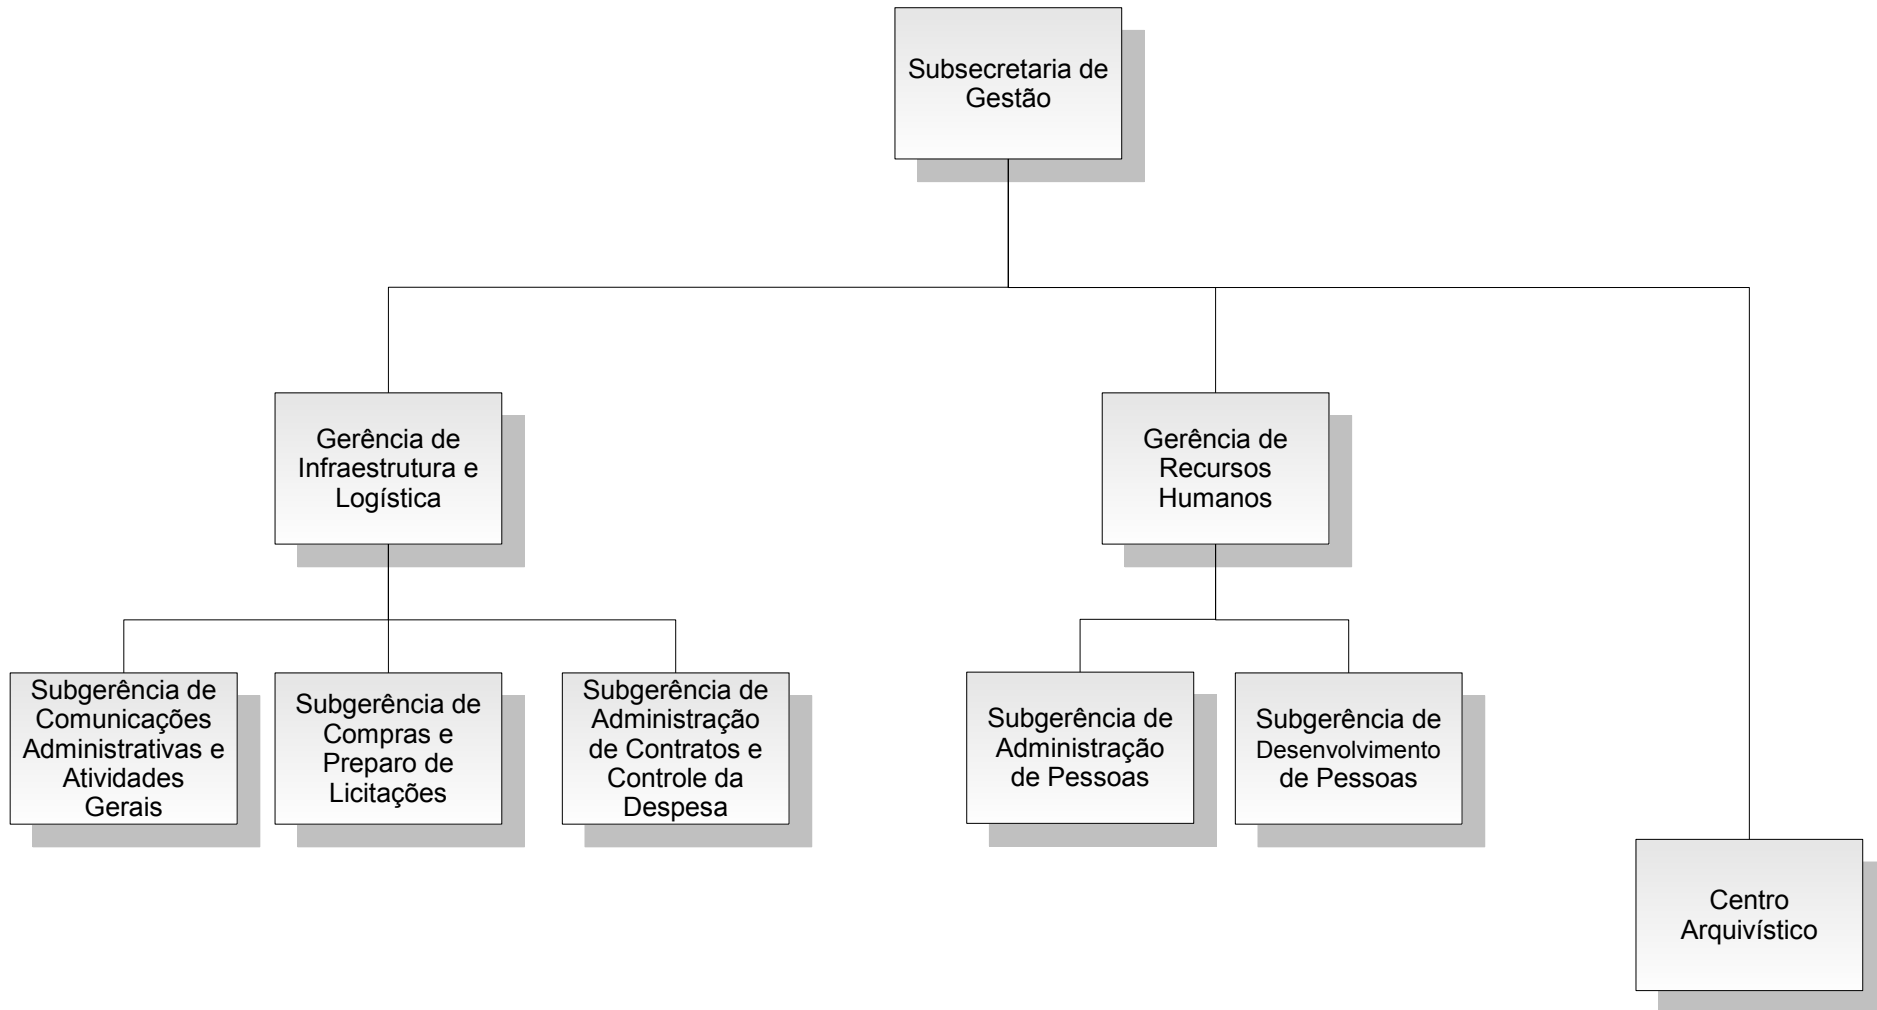 Subsecretaria de
Gestão
Gerência de
Infraestrutura e
Logística
Gerência de
Recursos
Humanos
Subgerência de
Comunicações
Administrativas e
Atividades
Gerais
Subgerência de
Compras e
Preparo de
Licitações
Subgerência de
Administração
de Contratos e
Controle da
Despesa
Subgerência de
Administração
de Pessoas
Subgerência de
Desenvolvimento
de Pessoas
Centro
Arquivístico